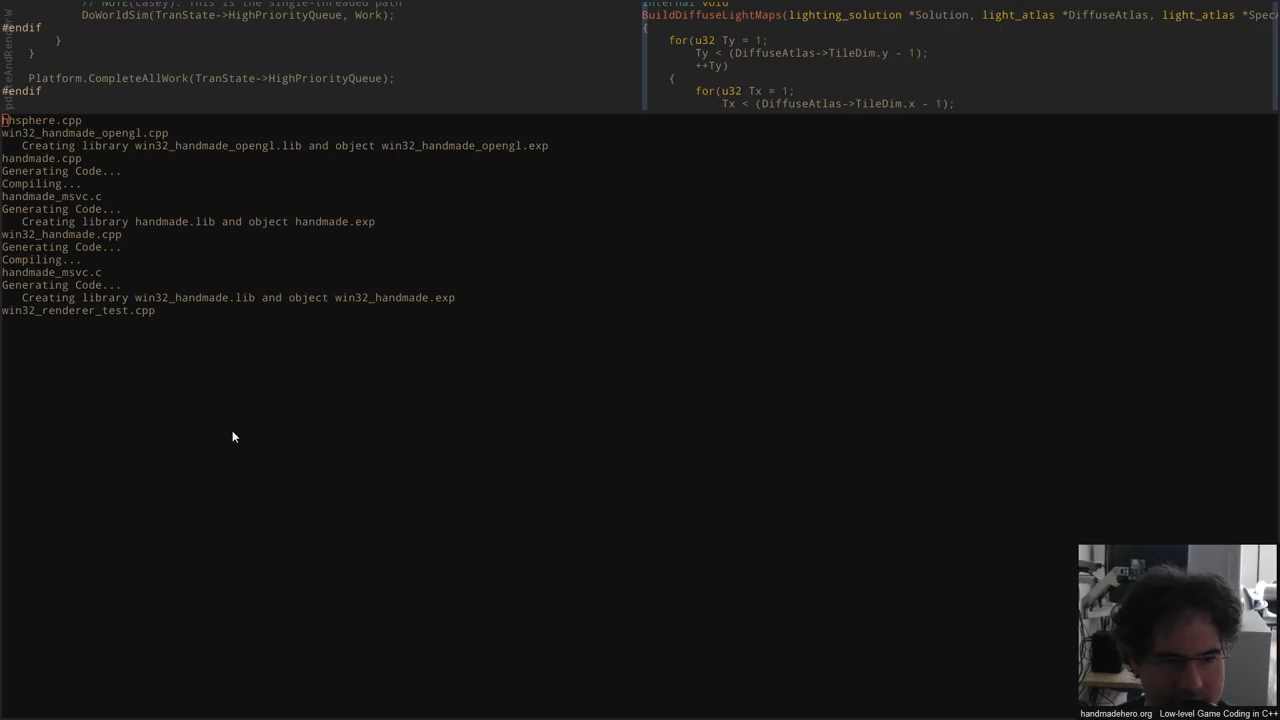 // NOTE(casey): This is the single-threaded path
DoWorldSim(TranState->HighPriorityQueue, Work);
#endif
}
}
Platform.CompleteAllWork(TranState->HighPriorityQueue);
#endif
internal void
BuildDiffuseLightMaps(lighting_solution *Solution, light_atlas *DiffuseAtlas, light_atlas *Spec
{
for(u32 Ty = 1;
Ty < (DiffuseAtlas->TileDim.y - 1);
++Ty)
{
for(u32 Tx = 1;
Tx < (DiffuseAtlas->TileDim.x - 1);
hhsphere.cpp
win32_handmade_opengl.cpp
Creating library win32_handmade_opengl.lib and object win32_handmade_opengl.exp
handmade.cpp
Generating Code...
Compiling...
handmade_msvc.c
Generating Code...
Creating library handmade.lib and object handmade.exp
win32_handmade.cpp
Generating Code...
Compiling...
handmade_msvc.c
Generating Code...
Creating library win32_handmade.lib and object win32_handmade.exp
win32_renderer_test.cpp
handmadehero.org Low-level Game Coding in C++